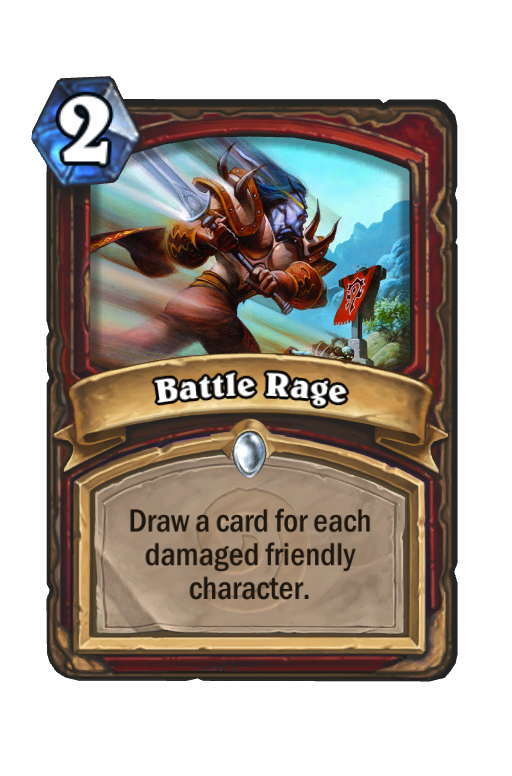 2
Battle Rage
Draw a card for each
damaged friendly
character.